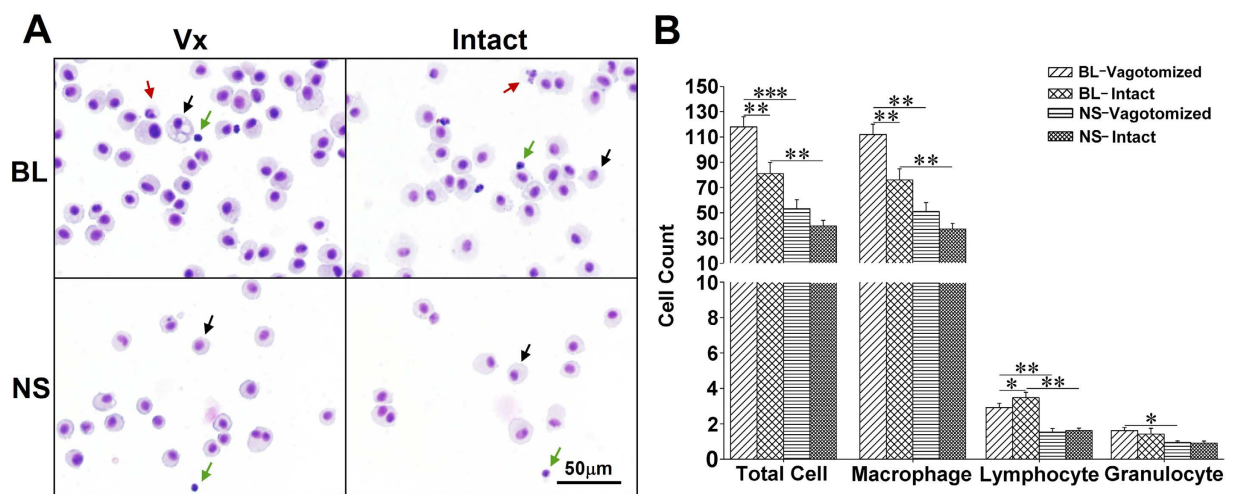 A
Vx
Intact
BL
NS
50μm
B
BL-Vagotomized
BL-Intact
NS-Vagotomized
NS-Intact
Cell Count
150
130
110
90
70
50
30
10
10
8
6
4
2
0
***
**
**
**
**
**
**
*
**
*
Total Cell
Macrophage
Lymphocyte
Granulocyte